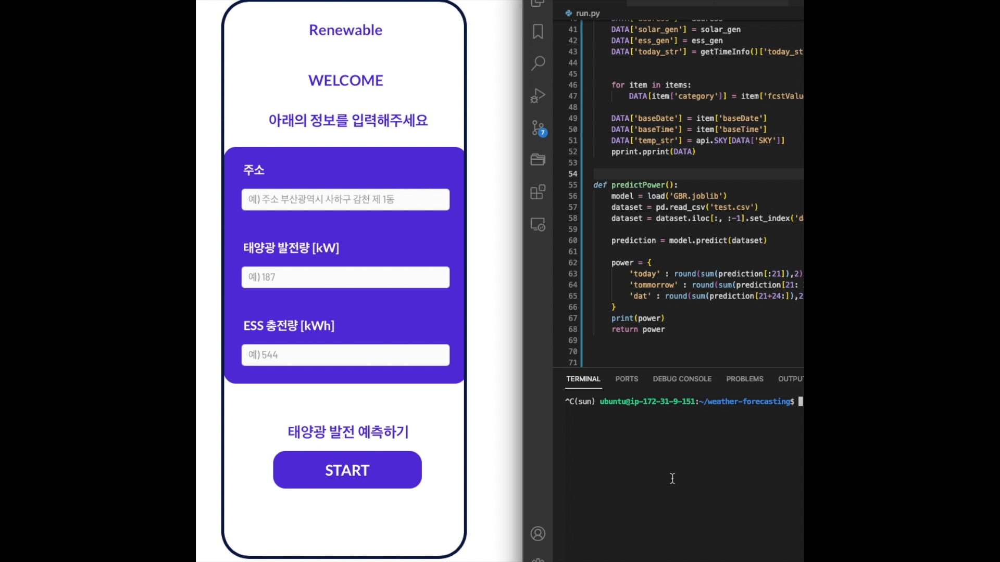 Renewable
WELCOME
아래의 정보를 입력해주세요
주소
예) 주소 부산광역시 사하구 감천 제 1동
태양광 발전량 [kW]
예) 187
ESS 충전량 [kWh]
예) 544
태양광 발전 예측하기
START
7
run.py
41 DATA['solar_gen'] = solar_gen
42 DATA['ess_gen'] = ess_gen
43 DATA['today_str'] = getTimeInfo()['today_st
44
45
46 for item in items:
47 DATA[item['category']] = item['fcstValu
48
49 DATA['baseDate'] = item['baseDate']
50 DATA['baseTime'] = item['baseTime']
51 DATA['temp_str'] = api.SKY[DATA['SKY']]
52 pprint.pprint(DATA)
53
54
55 def predictPower():
56 model = load('GBR.joblib')
57 dataset = pd.read_csv('test.csv')
58 dataset = dataset.iloc[:, :-1].set_index('d
59
60 prediction = model.predict(dataset)
61
62 power = {
63 'today' : round(sum(prediction[:21]),2)
64 'tommorrow' : round(sum(prediction[21:
65 'dat' : round(sum(prediction[21+24:]),2
66 }
67 print(power)
68 return power
69
70
71
TERMINAL PORTS DEBUG CONSOLE PROBLEMS OUTPUT
^C(sun) ubuntu@ip-172-31-9-151:~/weather-forecasting$